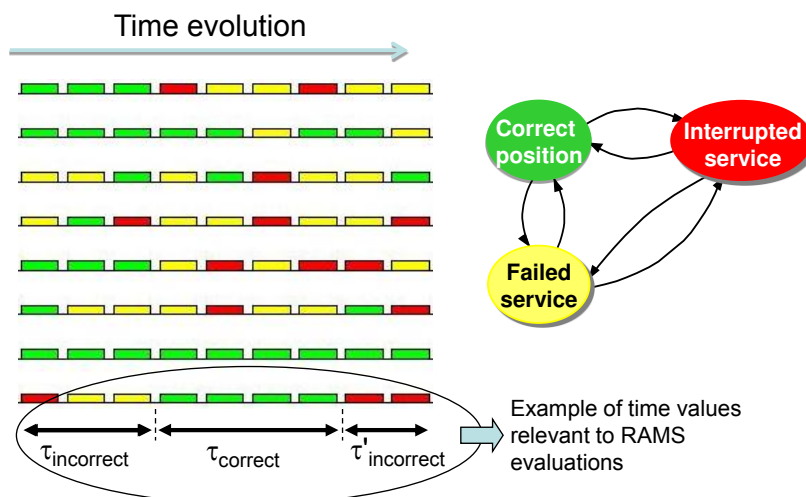 Time evolution
Correct
position
Interrupted
service
Failed
service
τincorrect
τcorrect
τ'incorrect
Example of time values
relevant to RAMS
evaluations